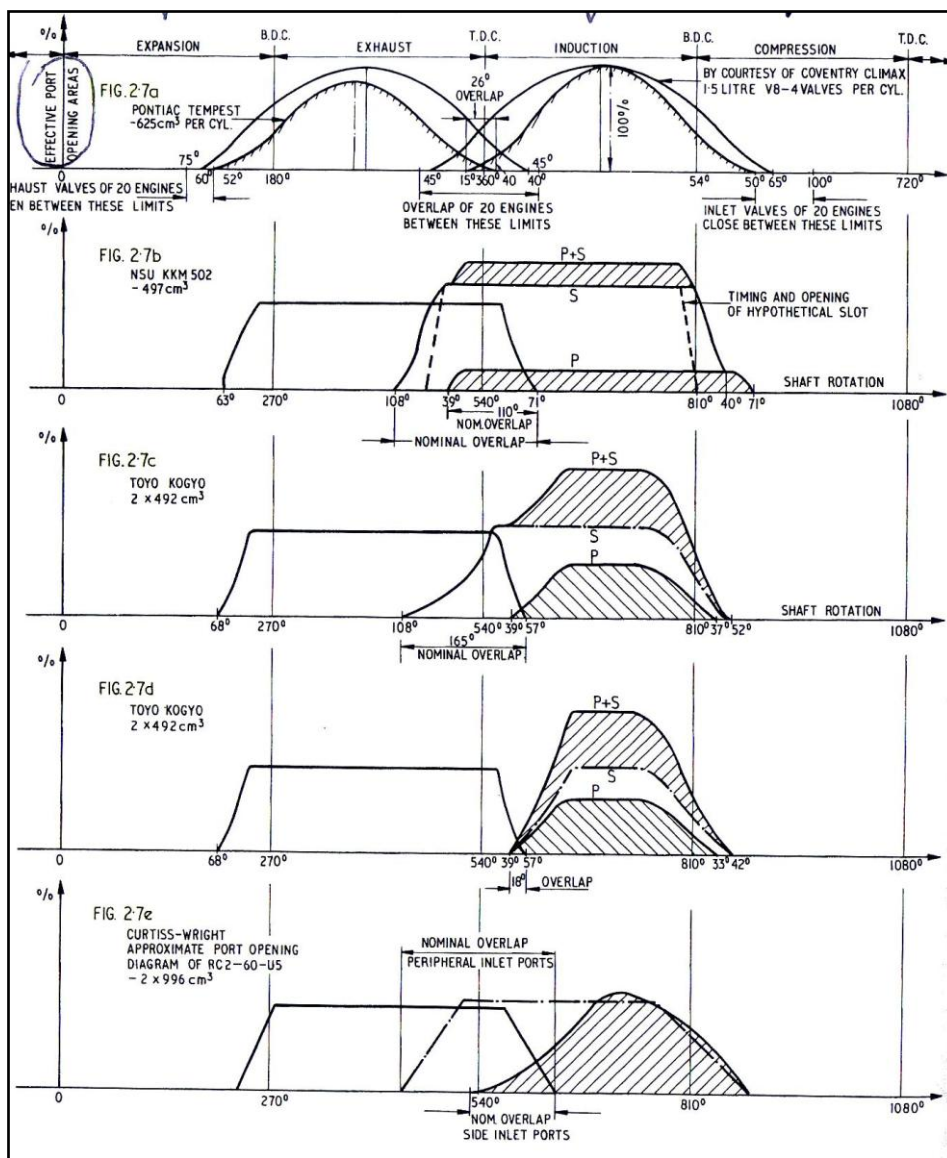 %
B.D.C.
T.D.C.
B.D.C.
T.D.C.
EXPANSION
EXHAUST
INDUCTION
COMPRESSION
EFFECTIVE PORT
OPENING AREAS
FIG.2·7a
PONTIAC TEMPEST
-625cm³ PER CYL.
26°
OVERLAP
100%
BY COURTESY OF COVENTRY CLIMAX
1·5 LITRE V8-4 VALVES PER CYL.
75°
45°
0
60° 52° 180° 45° 15° 360° 40 40° 54° 50° 65° 100° 720°
HAUST VALVES OF 20 ENGINES
EN BETWEEN THESE LIMITS
OVERLAP OF 20 ENGINES
BETWEEN THESE LIMITS
INLET VALVES OF 20 ENGINES
CLOSE BETWEEN THESE LIMITS
%
FIG. 2·7b
NSU KKM 502
- 497cm³
P+S
S
TIMING AND OPENING
OF HYPOTHETICAL SLOT
P
SHAFT ROTATION
0 63° 270° 108° 39° 540° 71° 810° 40° 71° 1080°
110°
NOM.OVERLAP
NOMINAL OVERLAP
%
FIG.2·7c
TOYO KOGYO
2 × 492 cm³
P+S
S
P
SHAFT ROTATION
0 68° 270° 108° 540° 39° 57° 810° 37° 52° 1080°
165°
NOMINAL OVERLAP
%
FIG.2·7d
TOYO KOGYO
2 ×492cm³
P+S
S
P
0 68° 270° 540° 39° 57° 810° 33° 42° 1080°
18° OVERLAP
%
FIG. 2·7e
CURTISS-WRIGHT
APPROXIMATE PORT OPENING
DIAGRAM OF RC2-60-U5
- 2 × 996 cm³
NOMINAL OVERLAP
PERIPHERAL INLET PORTS
0 270° 540° 810° 1080°
NOM. OVERLAP
SIDE INLET PORTS